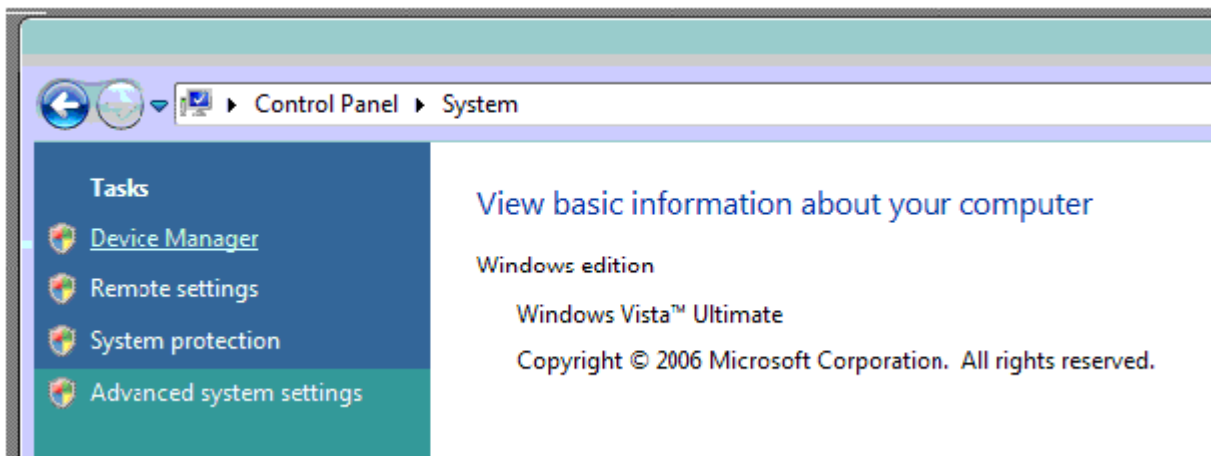 Control Panel System
Tasks
Device Manager
Remote settings
System protection
Advanced system settings
View basic information about your computer
Windows edition
Windows Vista™ Ultimate
Copyright © 2006 Microsoft Corporation. All rights reserved.